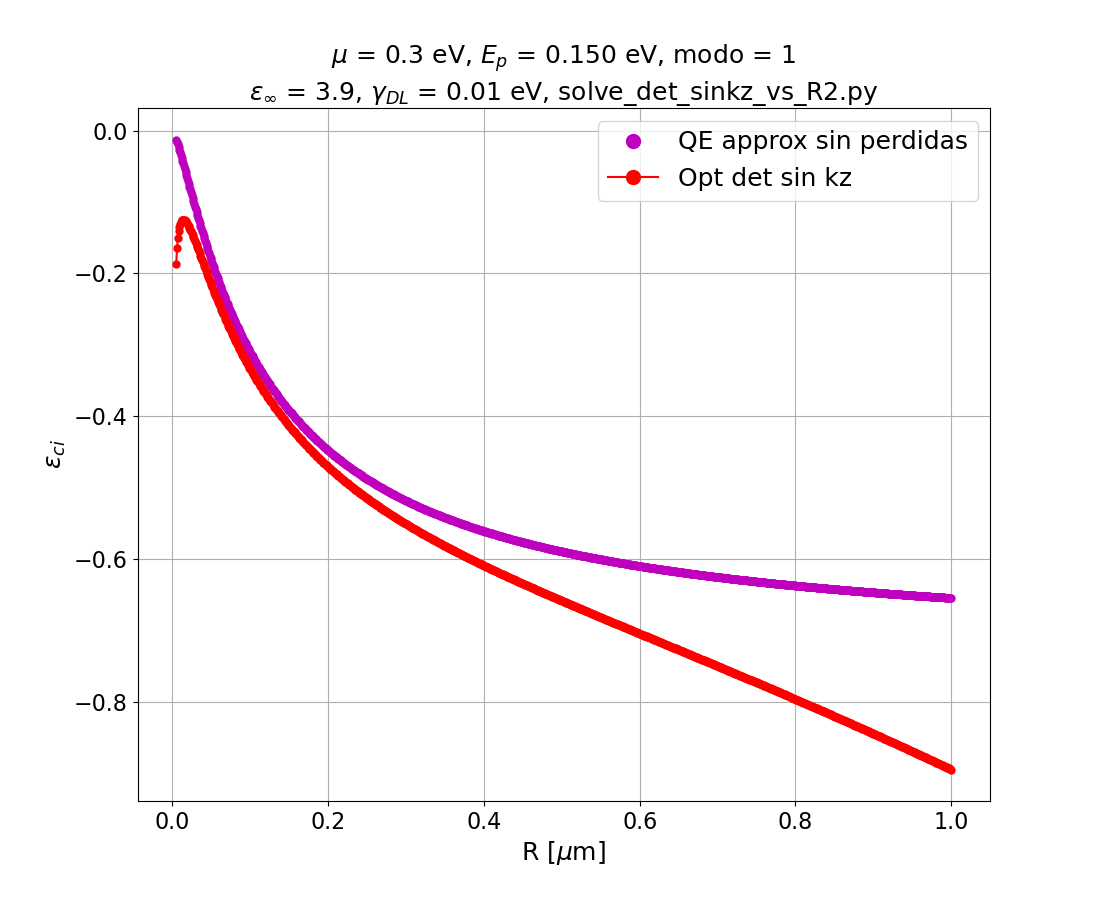 μ = 0.3 eV, E_p = 0.150 eV, modo = 1
ε_∞ = 3.9, γ_DL = 0.01 eV, solve_det_sinkz_vs_R2.py
QE approx sin perdidas
Opt det sin kz
0.0
−0.2
−0.4
−0.6
−0.8
ε_ci
0.0 0.2 0.4 0.6 0.8 1.0
R [μm]